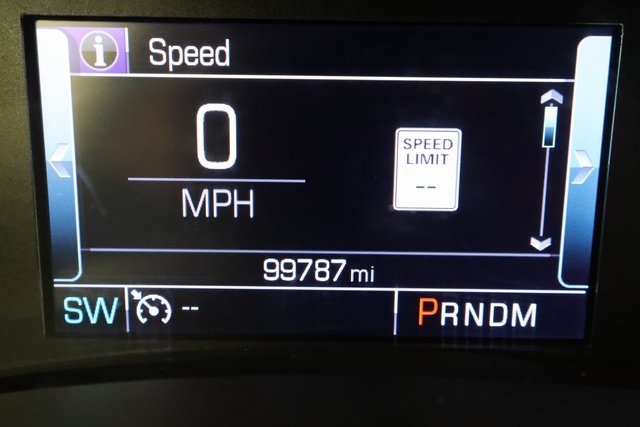 i Speed
0
MPH
SPEED
LIMIT
--
99787 mi
SW --
PRNDM